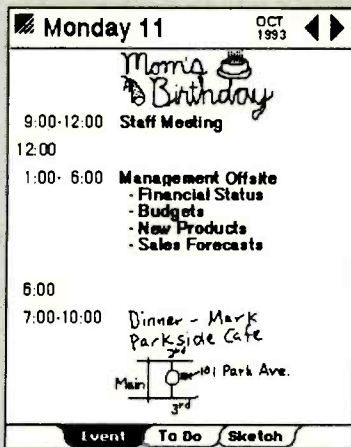 Monday 11
OCT
1993
Mom's
Birthday
9:00-12:00 Staff Meeting
12:00
1:00- 6:00 Management Offsite
- Financial Status
- Budgets
- New Products
- Sales Forecasts
6:00
7:00-10:00 Dinner - Mark
Parkside Cafe
2nd
Main 101 Park Ave.
3rd
Event To Do Sketch